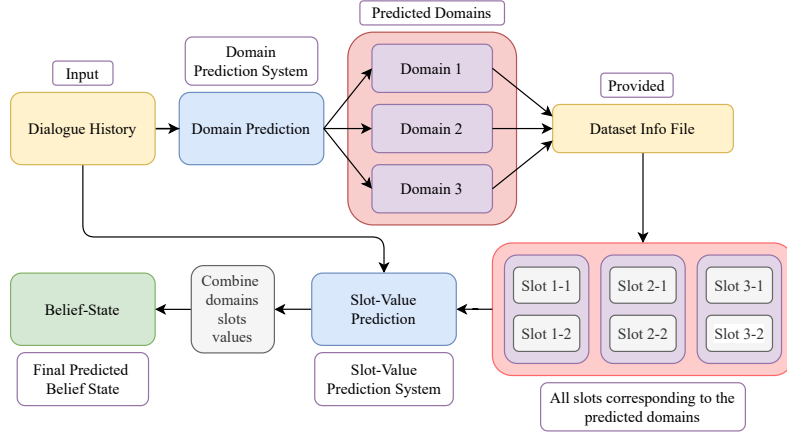 Predicted Domains
Input
Domain
Prediction System
Domain 1
Provided
Dialogue History
Domain Prediction
Domain 2
Dataset Info File
Domain 3
Belief-State
Combine
domains
slots
values
Slot-Value
Prediction
Slot 1-1
Slot 2-1
Slot 3-1
Slot 1-2
Slot 2-2
Slot 3-2
Final Predicted
Belief State
Slot-Value
Prediction System
All slots corresponding to the
predicted domains